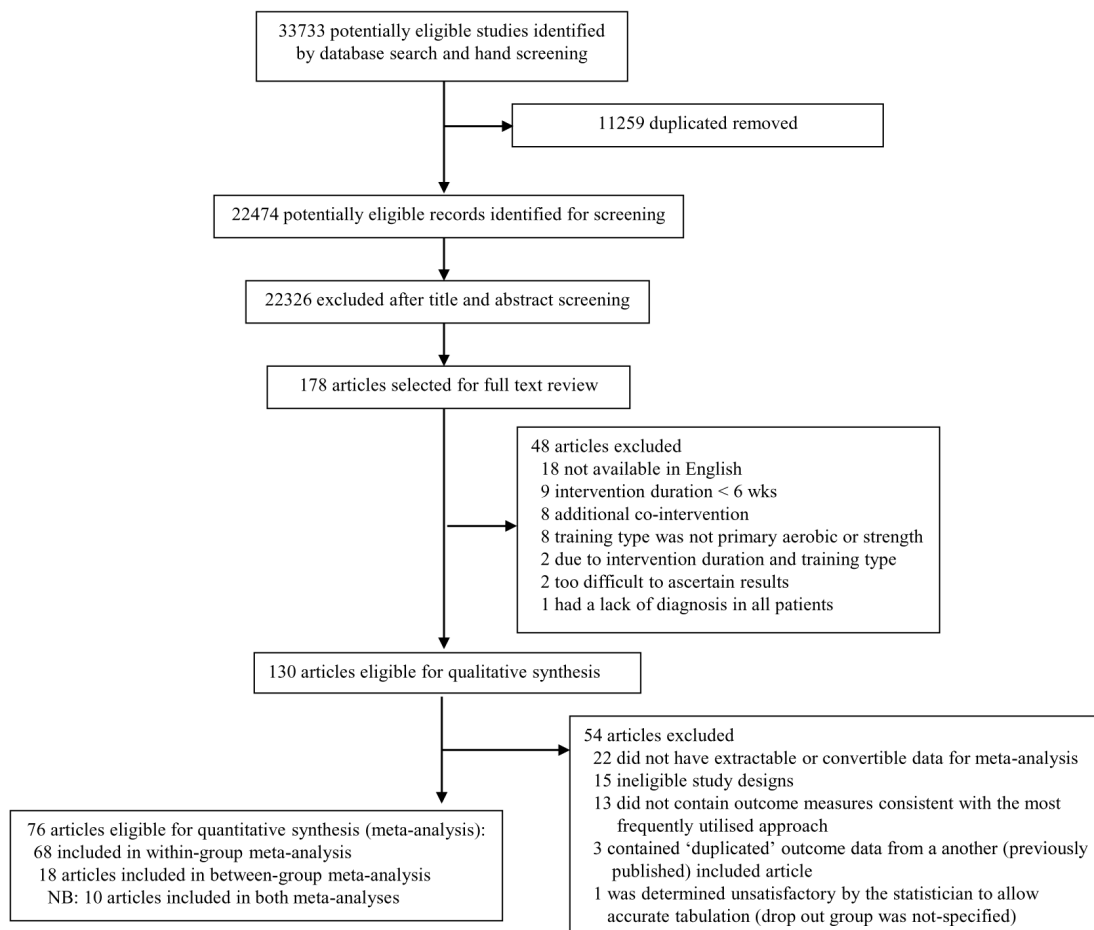 33733 potentially eligible studies identified
by database search and hand screening
11259 duplicated removed
22474 potentially eligible records identified for screening
22326 excluded after title and abstract screening
178 articles selected for full text review
48 articles excluded
18 not available in English
9 intervention duration < 6 wks
8 additional co-intervention
8 training type was not primary aerobic or strength
2 due to intervention duration and training type
2 too difficult to ascertain results
1 had a lack of diagnosis in all patients
130 articles eligible for qualitative synthesis
54 articles excluded
22 did not have extractable or convertible data for meta-analysis
15 ineligible study designs
13 did not contain outcome measures consistent with the most
frequently utilised approach
3 contained ‘duplicated’ outcome data from a another (previously
published) included article
1 was determined unsatisfactory by the statistician to allow
accurate tabulation (drop out group was not-specified)
76 articles eligible for quantitative synthesis (meta-analysis):
68 included in within-group meta-analysis
18 articles included in between-group meta-analysis
NB: 10 articles included in both meta-analyses